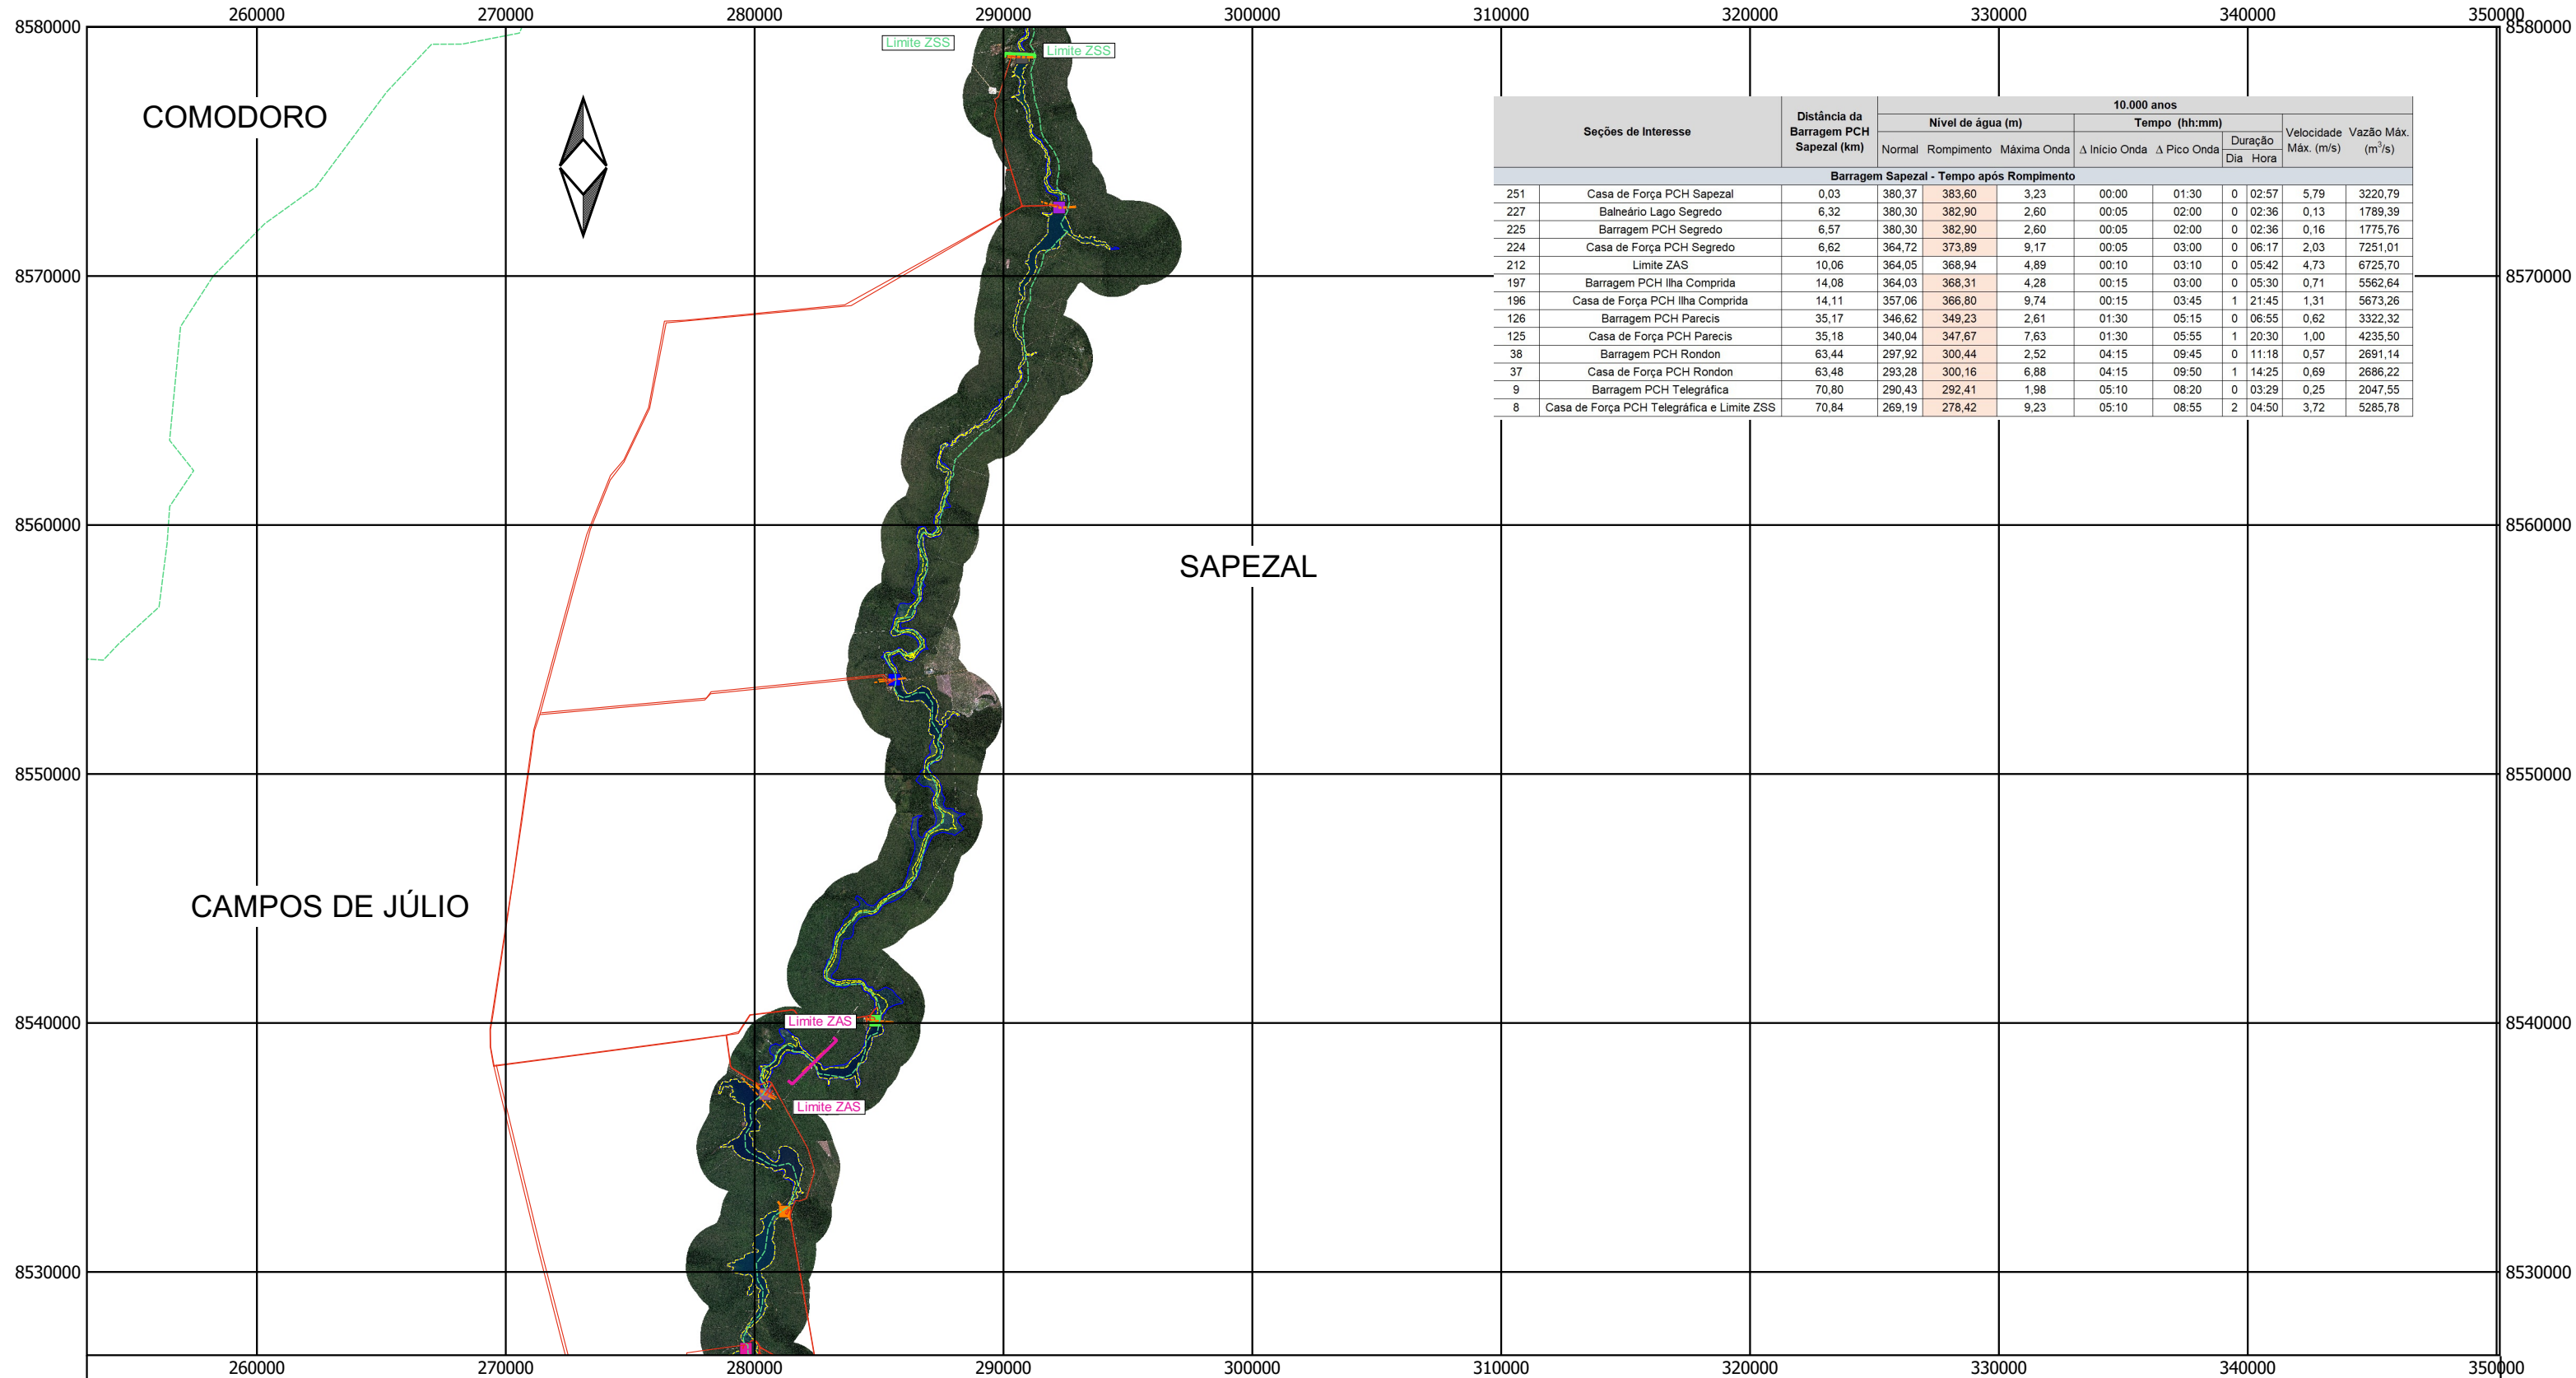 260000 270000 280000 290000 300000 310000 320000 330000 340000 350000
8580000 8580000
Limite ZSS
Limite ZSS
COMODORO
Seções de Interesse
Distância da Barragem PCH Sapezal (km)
10.000 anos
Nível de água (m) Tempo (hh:mm) Velocidade Máx. (m/s) Vazão Máx. (m³/s)
Normal Rompimento Máxima Onda Δ Início Onda Δ Pico Onda Duração
Dia Hora
Barragem Sapezal - Tempo após Rompimento
251 Casa de Força PCH Sapezal 0,03 380,37 383,60 3,23 00:00 01:30 0 02:57 5,79 3220,79
227 Balneário Lago Segredo 6,32 380,30 382,90 2,60 00:05 02:00 0 02:36 0,13 1789,39
225 Barragem PCH Segredo 6,57 380,30 382,90 2,60 00:05 02:00 0 02:36 0,16 1775,76
224 Casa de Força PCH Segredo 6,62 364,72 373,89 9,17 00:05 03:00 0 06:17 2,03 7251,01
212 Limite ZAS 10,06 364,05 368,94 4,89 00:10 03:10 0 05:42 4,73 6725,70
197 Barragem PCH Ilha Comprida 14,08 364,03 368,31 4,28 00:15 03:00 0 05:30 0,71 5562,64
196 Casa de Força PCH Ilha Comprida 14,11 357,06 366,80 9,74 00:15 03:45 1 21:45 1,31 5673,26
126 Barragem PCH Parecis 35,17 346,62 349,23 2,61 01:30 05:15 0 06:55 0,62 3322,32
125 Casa de Força PCH Parecis 35,18 340,04 347,67 7,63 01:30 05:55 1 20:30 1,00 4235,50
38 Barragem PCH Rondon 63,44 297,92 300,44 2,52 04:15 09:45 0 11:18 0,57 2691,14
37 Casa de Força PCH Rondon 63,48 293,28 300,16 6,88 04:15 09:50 1 14:25 0,69 2686,22
9 Barragem PCH Telegráfica 70,80 290,43 292,41 1,98 05:10 08:20 0 03:29 0,25 2047,55
8 Casa de Força PCH Telegráfica e Limite ZSS 70,84 269,19 278,42 9,23 05:10 08:55 2 04:50 3,72 5285,78
8570000 8570000
8560000 8560000
SAPEZAL
8550000 8550000
CAMPOS DE JÚLIO
8540000 8540000
Limite ZAS
Limite ZAS
8530000 8530000
260000 270000 280000 290000 300000 310000 320000 330000 340000 350000